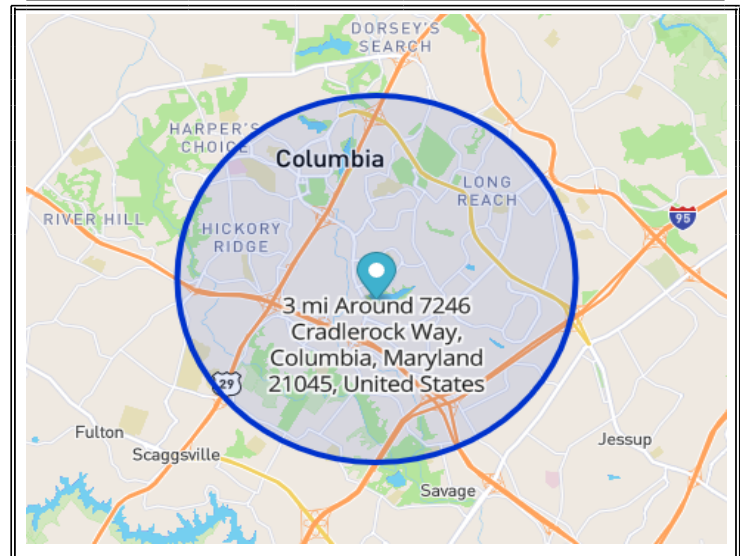 DORSEY'S
SEARCH
HARPER'S
CHOICE
Columbia
LONG
REACH
RIVER HILL
HICKORY
RIDGE
95
3 mi Around 7246
Cradlerock Way,
Columbia, Maryland
21045, United States
29
Fulton
Scaggsville
Jessup
Savage